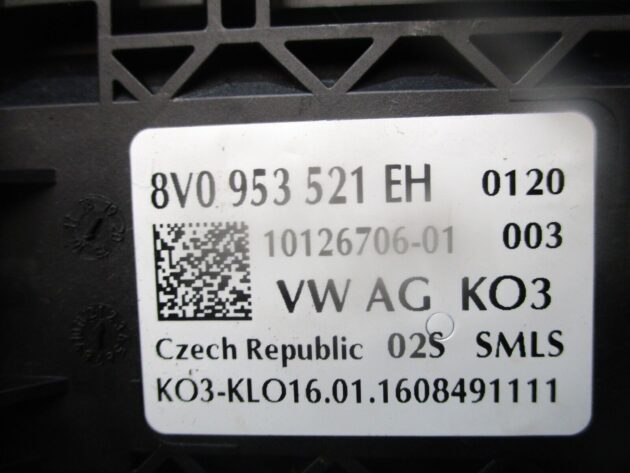 8V0 953 521 EH 0120
10126706-01 003
VW AG KO3
Czech Republic 02S SMLS
KO3-KLO16.01.1608491111